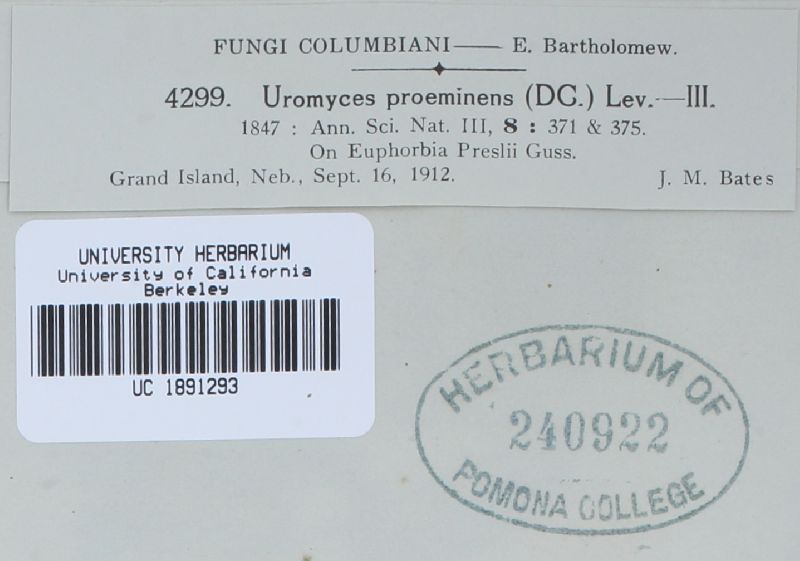 FUNGI COLUMBIANI—— E. Bartholomew.
4299. Uromyces proeminens (DC.) Lev.—III.
1847 : Ann. Sci. Nat. III, 8 : 371 & 375.
On Euphorbia Preslii Guss.
Grand Island, Neb., Sept. 16, 1912. J. M. Bates
UNIVERSITY HERBARIUM
University of California
Berkeley
UC 1891293
HERBARIUM OF
240922
POMONA COLLEGE